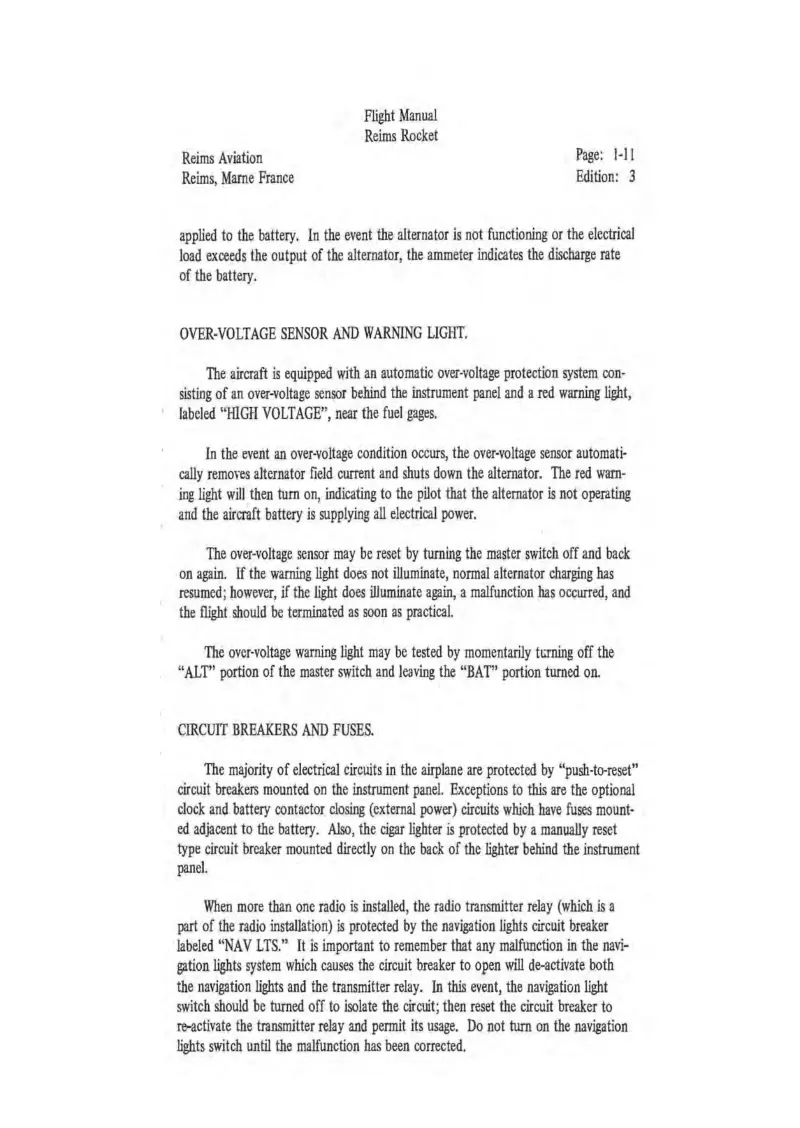 Flight Manual
Reims Rocket
Reims Aviation
Page: 1-11
Reims, Marne France
Edition: 3
applied to the battery. In the event the alternator is not functioning or the electrical
load exceeds the output of the alternator, the ammeter indicates the discharge rate
of the battery.
OVER-VOLTAGE SENSOR AND WARNING LIGHT.
The aircraft is equipped with an automatic over-voltage protection system con-
sisting of an over-voltage sensor behind the instrument panel and a red warning light,
labeled “HIGH VOLTAGE”, near the fuel gages.
In the event an over-voltage condition occurs, the over-voltage sensor automati-
cally removes alternator field current and shuts down the alternator. The red warn-
ing light will then turn on, indicating to the pilot that the alternator is not operating
and the aircraft battery is supplying all electrical power.
The over-voltage sensor may be reset by turning the master switch off and back
on again. If the warning light does not illuminate, normal alternator charging has
resumed; however, if the light does illuminate again, a malfunction has occurred, and
the flight should be terminated as soon as practical.
The over-voltage warning light may be tested by momentarily turning off the
“ALT” portion of the master switch and leaving the “BAT” portion turned on.
CIRCUIT BREAKERS AND FUSES.
The majority of electrical circuits in the airplane are protected by “push-to-reset”
circuit breakers mounted on the instrument panel. Exceptions to this are the optional
clock and battery contactor closing (external power) circuits which have fuses mount-
ed adjacent to the battery. Also, the cigar lighter is protected by a manually reset
type circuit breaker mounted directly on the back of the lighter behind the instrument
panel.
When more than one radio is installed, the radio transmitter relay (which is a
part of the radio installation) is protected by the navigation lights circuit breaker
labeled “NAV LTS.” It is important to remember that any malfunction in the navi-
gation lights system which causes the circuit breaker to open will de-activate both
the navigation lights and the transmitter relay. In this event, the navigation light
switch should be turned off to isolate the circuit; then reset the circuit breaker to
re-activate the transmitter relay and permit its usage. Do not turn on the navigation
lights switch until the malfunction has been corrected.